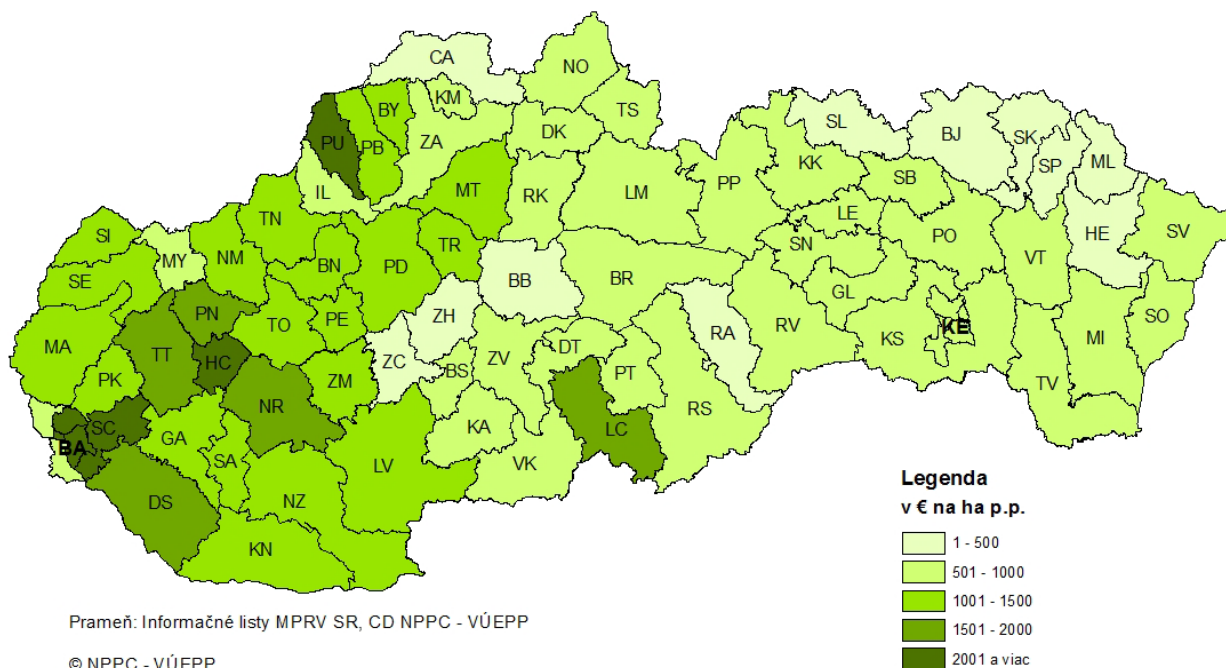 CA
NO
KM
BY
TS
PU
PB
ZA
DK
SL
BJ
SK
SP
ML
IL
MT
RK
LM
PP
KK
SB
TN
TR
LE
HE
SI
MY
NM
BN
PD
SN
PO
VT
SV
SE
BB
BR
GL
PN
TO
PE
ZH
RA
RV
KS
KE
MI
SO
MA
TT
HC
ZC
BS
ZV
DT
PT
PK
ZM
TV
SC
NR
KA
RS
LC
BA
GA
SA
LV
VK
DS
NZ
KN
Legenda
v € na ha p.p.
1 - 500
501 - 1000
1001 - 1500
1501 - 2000
2001 a viac
Prameň: Informačné listy MPRV SR, CD NPPC - VÚEPP
© NPPC - VÚEPP